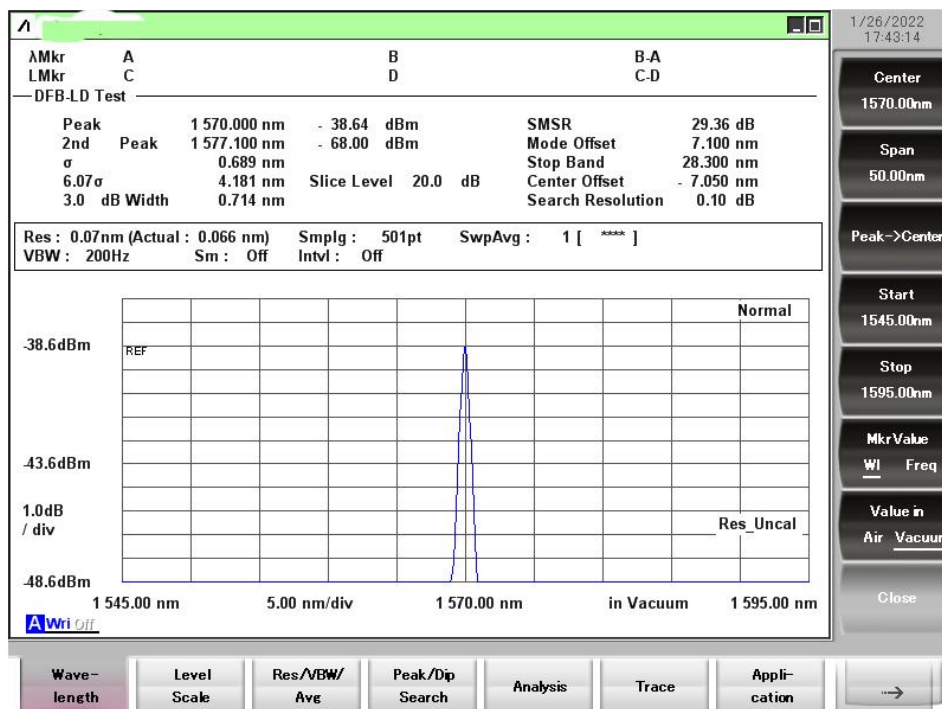 1/26/2022
17:43:14
λMkr A B B-A
LMkr C D C-D
DFB-LD Test
Peak 1 570.000 nm - 38.64 dBm SMSR 29.36 dB
2nd Peak 1 577.100 nm - 68.00 dBm Mode Offset 7.100 nm
σ 0.689 nm Stop Band 28.300 nm
6.07σ 4.181 nm Slice Level 20.0 dB Center Offset - 7.050 nm
3.0 dB Width 0.714 nm Search Resolution 0.10 dB
Res : 0.07nm (Actual : 0.066 nm) Smplg : 501pt SwpAvg : 1 [ **** ]
VBW : 200Hz Sm : Off Intvl : Off
Normal
-38.6dBm
REF
-43.6dBm
1.0dB
/ div
Res_Uncal
-48.6dBm
1 545.00 nm 5.00 nm/div 1 570.00 nm in Vacuum 1 595.00 nm
A Wri Off
Center
1570.00nm
Span
50.00nm
Peak->Center
Start
1545.00nm
Stop
1595.00nm
Mkr Value
Wl Freq
Value in
Air Vacuum
Close
Wave-
length
Level
Scale
Res/VBW/
Avg
Peak/Dip
Search
Analysis
Trace
Appli-
cation